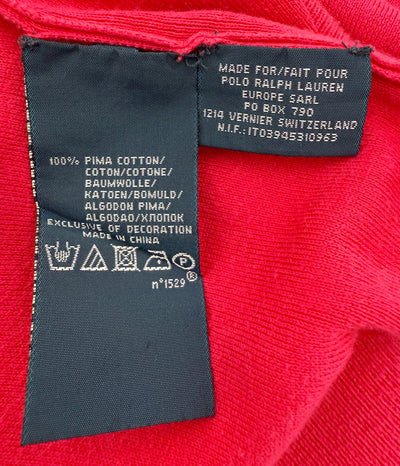 MADE FOR/FAIT POUR
POLO RALPH LAUREN
EUROPE SARL
PO BOX 790
1214 VERNIER SWITZERLAND
N.I.F.:IT03945310963
100% PIMA COTTON/
COTON/COTONE/
BAUMWOLLE/
KATOEN/BOMULD/
ALGODON PIMA/
ALGODAO/ХЛОПОК
EXCLUSIVE OF DECORATION
MADE IN CHINA
n°1529 ®